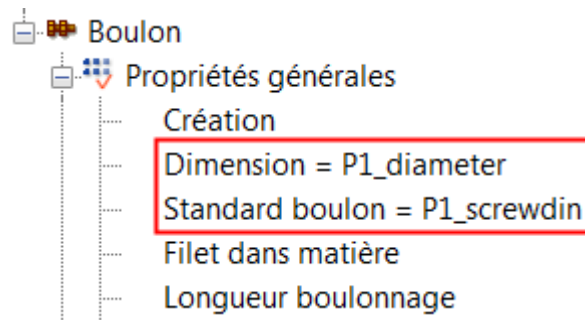 Boulon
Propriétés générales
Création
Dimension = P1_diameter
Standard boulon = P1_screwdin
Filet dans matière
Longueur boulonnage